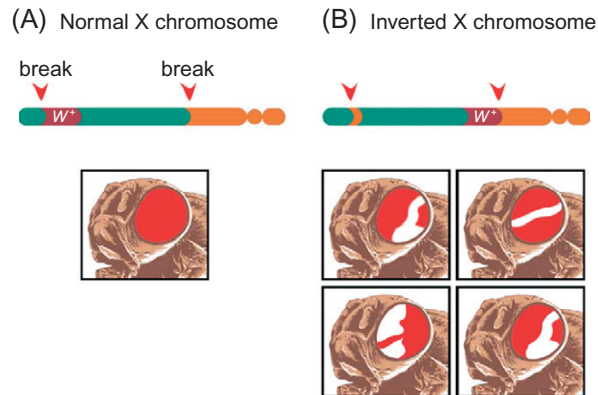 (A) Normal X chromosome
break break
W+
(B) Inverted X chromosome
W+